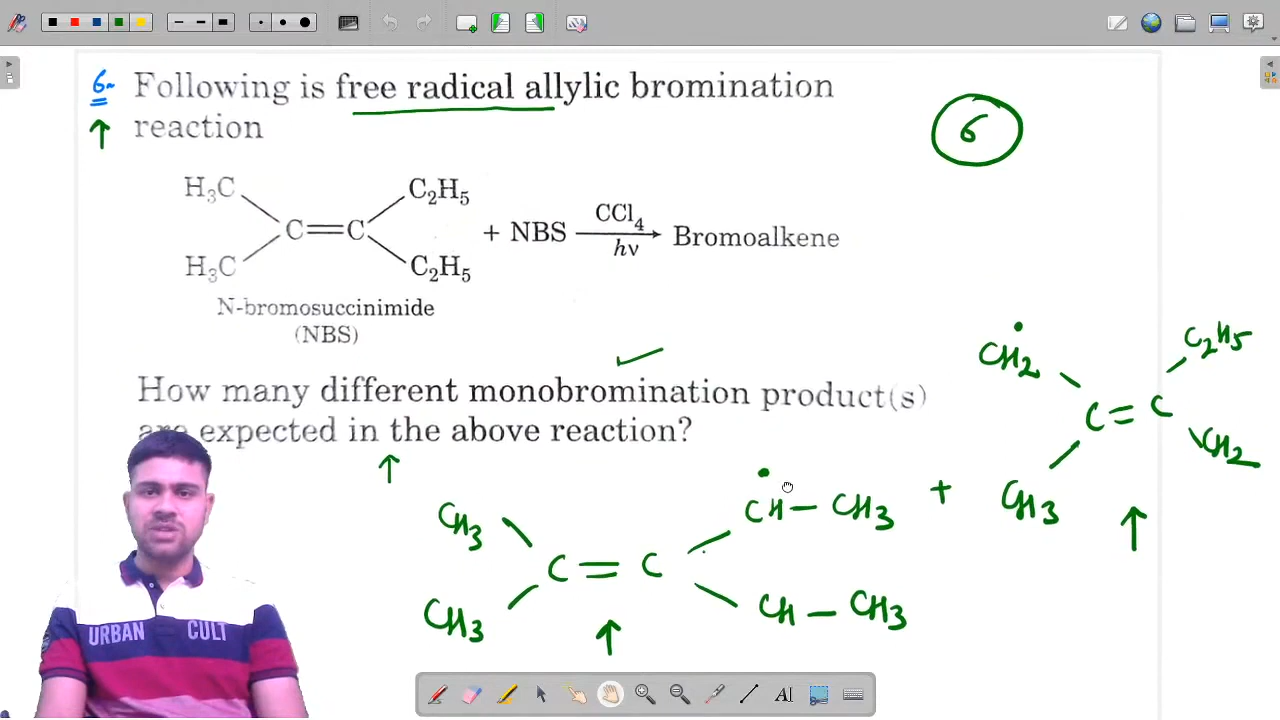 6~ Following is free radical allylic bromination
reaction
6
H₃C
C₂H₅
C=C
+ NBS
CCl₄
hν
Bromoalkene
H₃C
C₂H₅
N-bromosuccinimide
(NBS)
How many different monobromination product(s)
are expected in the above reaction?
CH₂
C₂H₅
C=C
CH₃
CH₂
CH₃
CH-CH₃
+
C=C
CH₃
CH-CH₃
URBAN CULT
AI